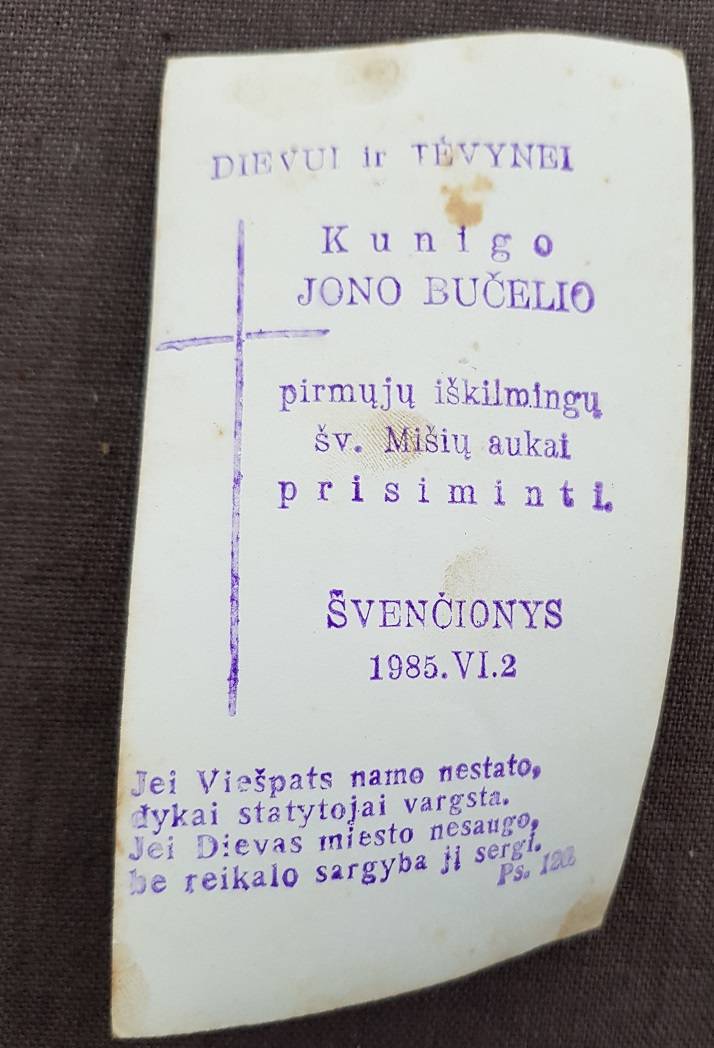 DIEVUI ir TĖVYNEI
Kunigo
JONO BUČELIO
pirmųjų iškilmingų
šv. Mišių aukai
prisiminti.
ŠVENČIONYS
1985.VI.2
Jei Viešpats namo nestato,
dykai statytojai vargsta.
Jei Dievas miesto nesaugo,
be reikalo sargyba jį sergi.
Ps.